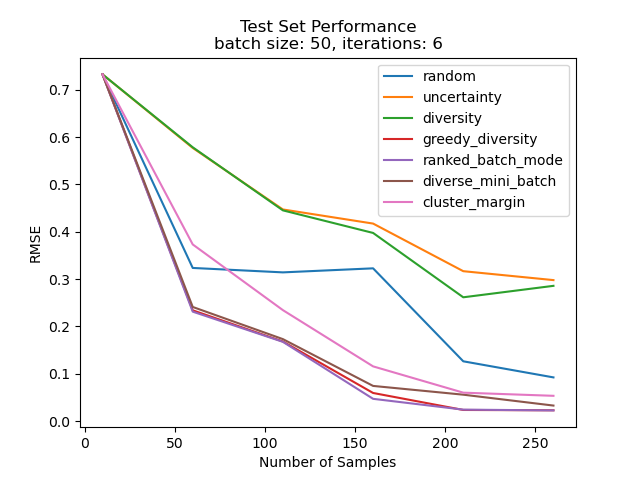 Test Set Performance
batch size: 50, iterations: 6
random
uncertainty
diversity
greedy_diversity
ranked_batch_mode
diverse_mini_batch
cluster_margin
0.7
0.6
0.5
0.4
0.3
0.2
0.1
0.0
RMSE
0 50 100 150 200 250
Number of Samples